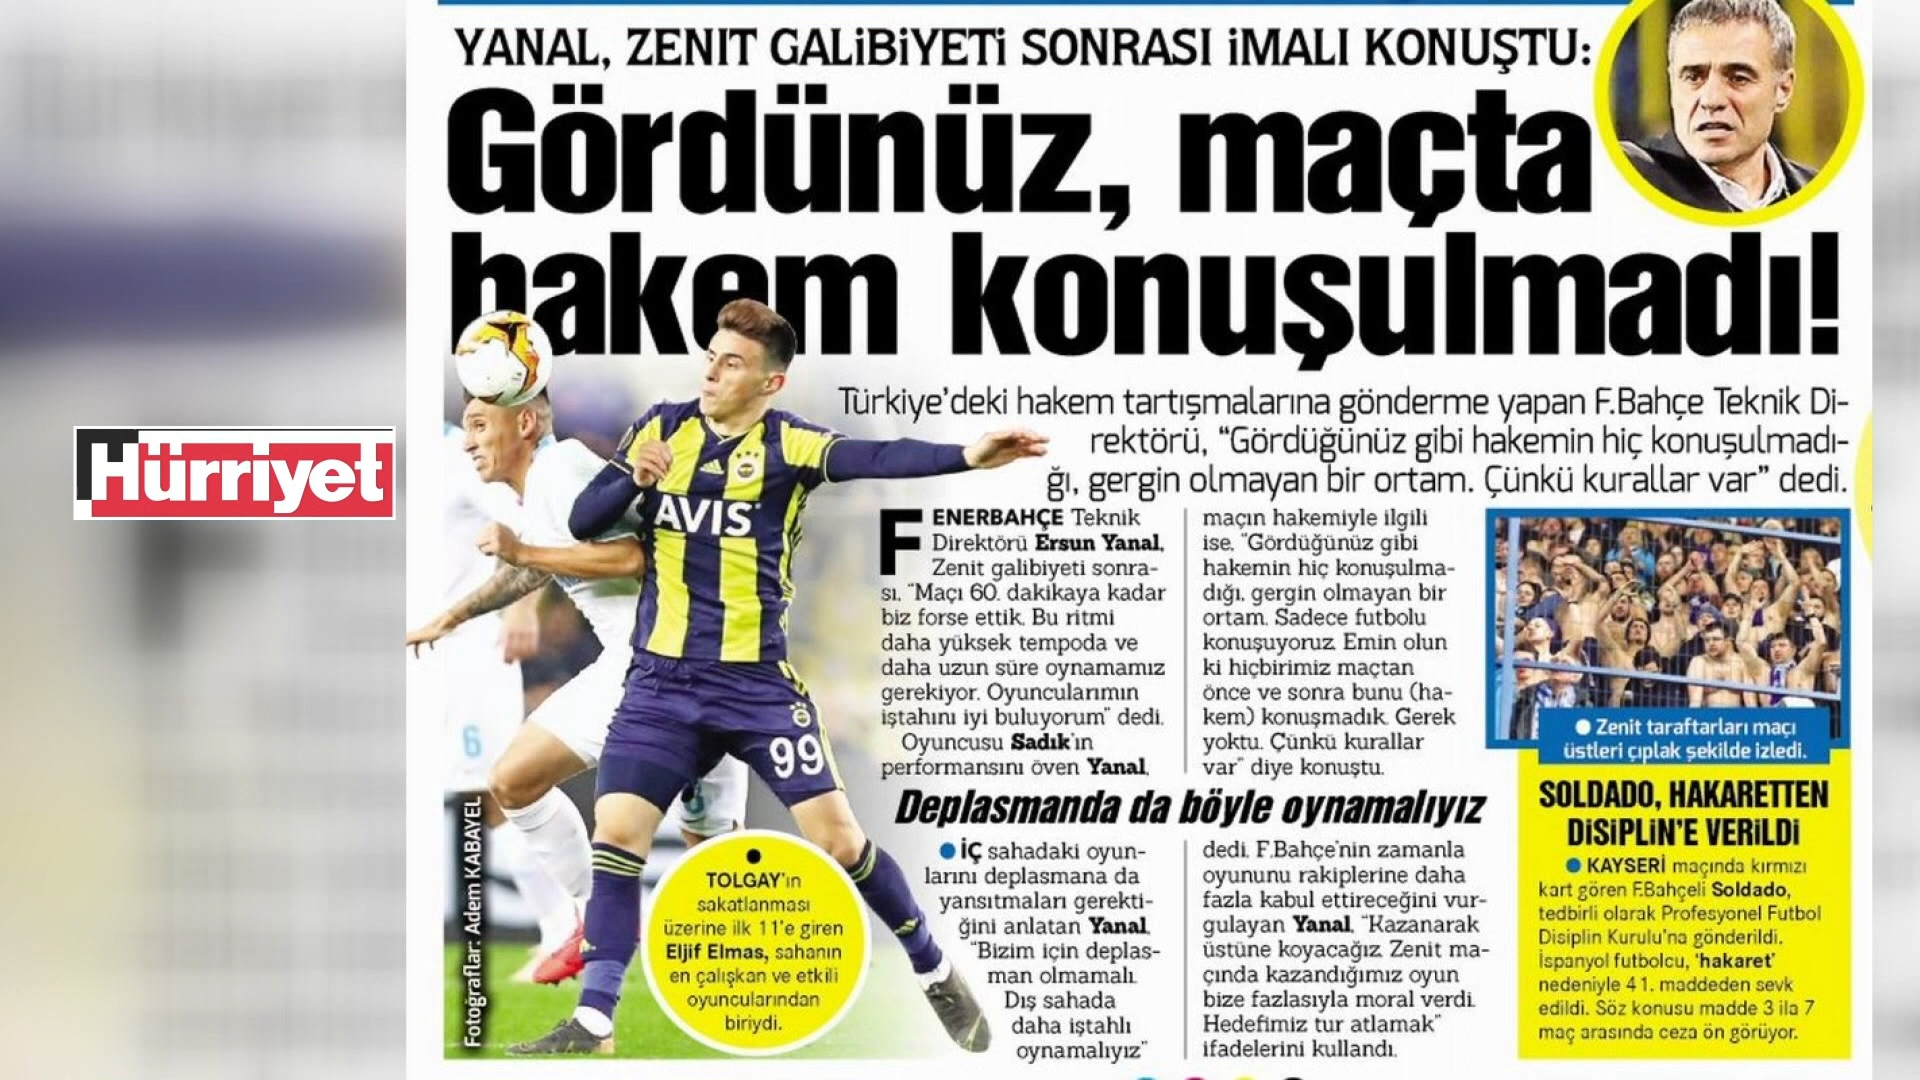 YANAL, ZENIT GALİBİYETİ SONRASI İMALI KONUŞTU:
Gördünüz, maçta
hakem konuşulmadı!
Türkiye'deki hakem tartışmalarına gönderme yapan F.Bahçe Teknik Di-
rektörü, “Gördüğünüz gibi hakemin hiç konuşulmadı-
ğı, gergin olmayan bir ortam. Çünkü kurallar var” dedi.
Hürriyet
FENERBAHÇE Teknik
Direktörü Ersun Yanal,
Zenit galibiyeti sonra-
sı, “Maçı 60. dakikaya kadar
biz forse ettik. Bu ritmi
daha yüksek tempoda ve
daha uzun süre oynamamız
gerekiyor. Oyuncularımın
iştahını iyi buluyorum” dedi.
Oyuncusu Sadık'ın
performansını öven Yanal,
maçın hakemiyle ilgili
ise, “Gördüğünüz gibi
hakemin hiç konuşulma-
dığı, gergin olmayan bir
ortam. Sadece futbolu
konuşuyoruz. Emin olun
ki hiçbirimiz maçtan
önce ve sonra bunu (ha-
kem) konuşmadık. Gerek
yoktu. Çünkü kurallar
var” diye konuştu.
Deplasmanda da böyle oynamalıyız
● İÇ sahadaki oyun-
larını deplasmana da
yansıtmaları gerekti-
ğini anlatan Yanal,
“Bizim için deplas-
man olmamalı.
Dış sahada
daha iştahlı
oynamalıyız”
dedi. F.Bahçe'nin zamanla
oyununu rakiplerine daha
fazla kabul ettireceğini vur-
gulayan Yanal, “Kazanarak
üstüne koyacağız. Zenit ma-
çında kazandığımız oyun
bize fazlasıyla moral verdi.
Hedefimiz tur atlamak”
ifadelerini kullandı.
● Zenit taraftarları maçı
üstleri çıplak şekilde izledi.
SOLDADO, HAKARETTEN
DİSİPLİN'E VERİLDİ
● KAYSERİ maçında kırmızı
kart gören F.Bahçeli Soldado,
tedbirli olarak Profesyonel Futbol
Disiplin Kurulu'na gönderildi.
İspanyol futbolcu, ‘hakaret’
nedeniyle 41. maddeden sevk
edildi. Söz konusu madde 3 ila 7
maç arasında ceza ön görüyor.
●
TOLGAY'ın
sakatlanması
üzerine ilk 11'e giren
Eljif Elmas, sahanın
en çalışkan ve etkili
oyuncularından
biriydi.
Fotoğraflar: Adem KABAYEL
AVIS
99
6